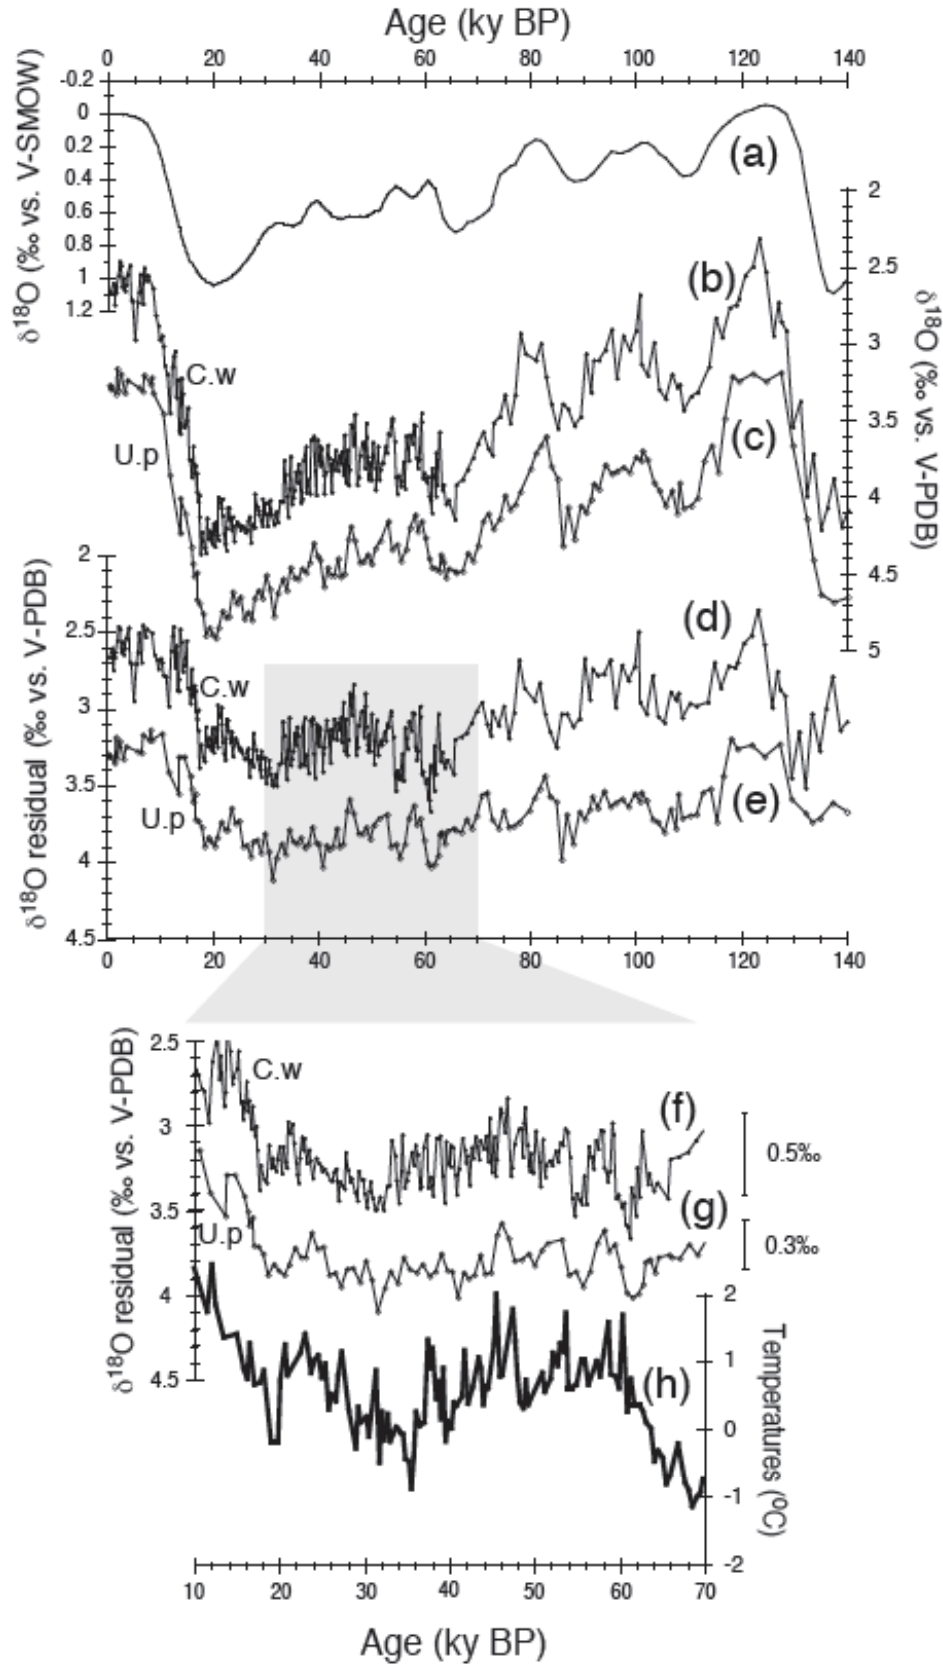 Age (ky BP)
0 20 40 60 80 100 120 140
-0.2
0
0.2
0.4
0.6
0.8
1
1.2
δ18O (‰ vs. V-SMOW)
(a)
2
2.5
3
3.5
4
4.5
5
δ18O (‰ vs. V-PDB)
(b)
C.w
(c)
U.p
2
2.5
3
3.5
4
4.5
δ18O residual (‰ vs. V-PDB)
(d)
C.w
(e)
U.p
0 20 40 60 80 100 120 140
2.5
3
3.5
4
4.5
δ18O residual (‰ vs. V-PDB)
C.w
(f)
0.5‰
(g)
U.p
0.3‰
2
1
0
-1
-2
Temperatures (ºC)
(h)
10 20 30 40 50 60 70
Age (ky BP)